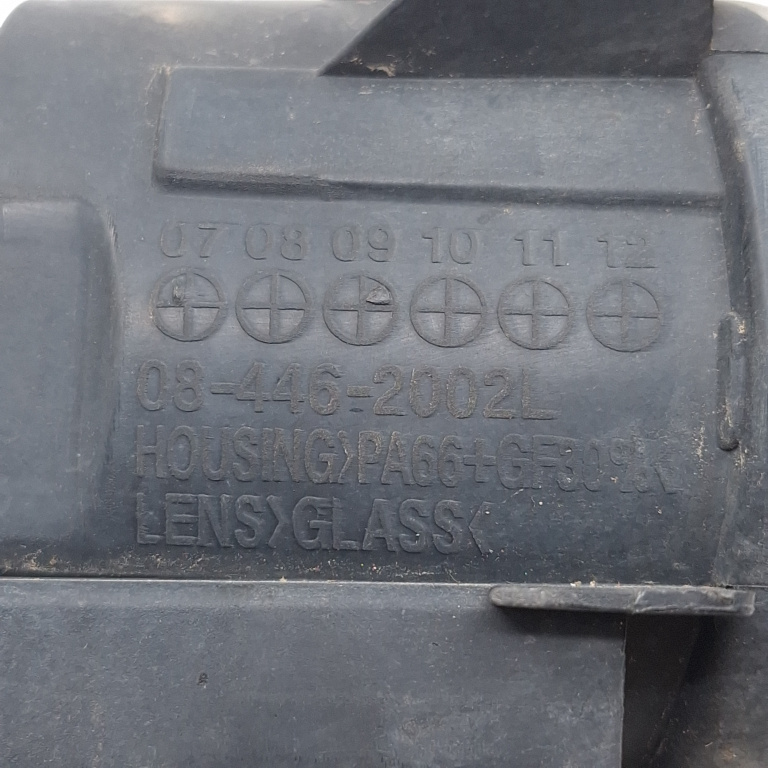 07 08 09 10 11 12
08-446-2002L
HOUSING>PA66+GF30%<
LENS>GLASS<